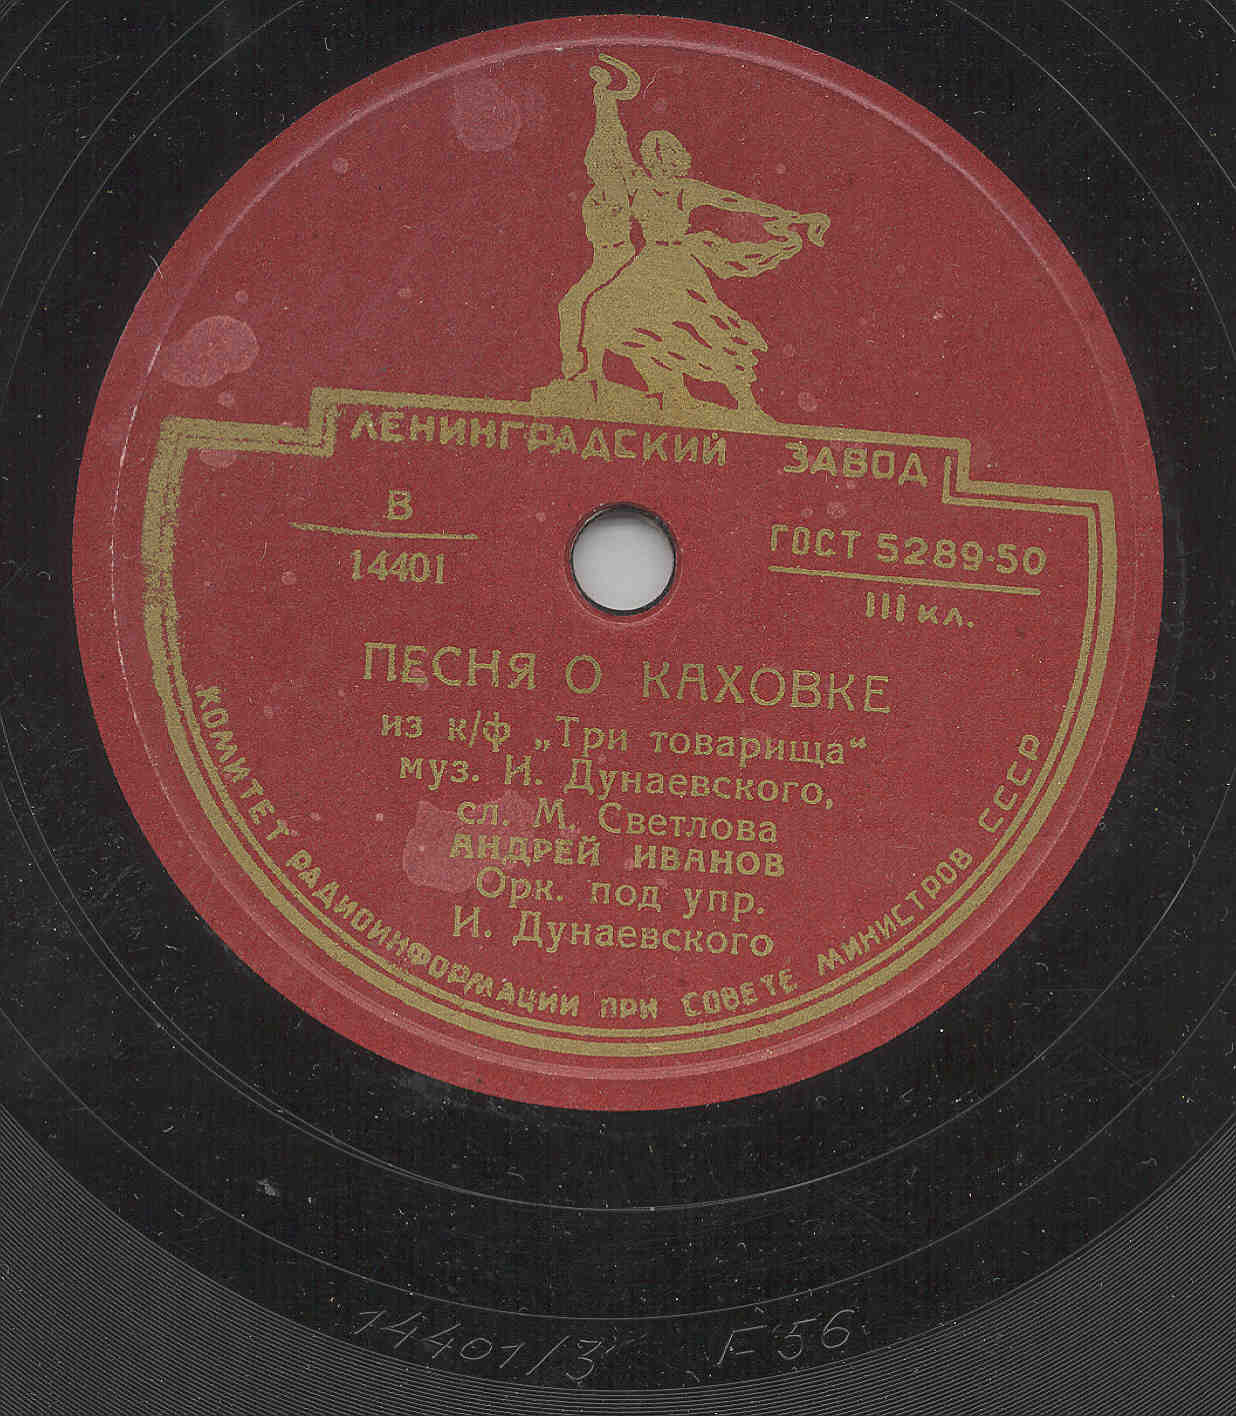 ЛЕНИНГРАДСКИЙ ЗАВОД
В
14401
ГОСТ 5289-50
III кл.
ПЕСНЯ О КАХОВКЕ
из к/ф „Три товарища“
муз. И. Дунаевского,
сл. М. Светлова
АНДРЕЙ ИВАНОВ
Орк. под упр.
И. Дунаевского
КОМИТЕТ РАДИОИНФОРМАЦИИ ПРИ СОВЕТЕ МИНИСТРОВ СССР
14401/3 F 56